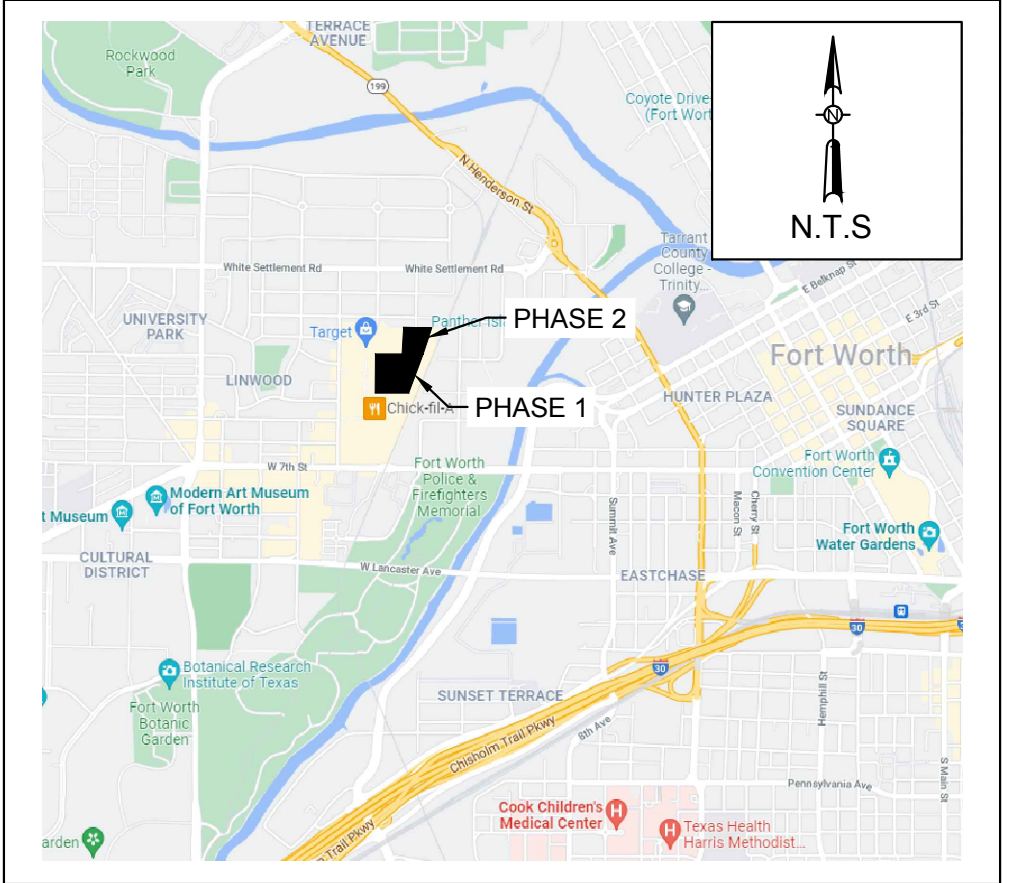 TERRACE
AVENUE
Rockwood
Park
199
Coyote Drive
(Fort Wort
N Henderson St
N
N.T.S
Tarrant
County
College -
Trinity...
White Settlement Rd
White Settlement Rd
E Belknap St
E 3rd St
UNIVERSITY
PARK
Target
Panther Isl
PHASE 2
Fort Worth
LINWOOD
Chick-fil-A
PHASE 1
HUNTER PLAZA
SUNDANCE
SQUARE
W 7th St
Fort Worth
Police &
Firefighters
Memorial
Fort Worth
Convention Center
Modern Art Museum
of Fort Worth
t Museum
Summit Ave
Macon St
Cherry St
Fort Worth
Water Gardens
CULTURAL
DISTRICT
W Lancaster Ave
EASTCHASE
30
30
30
Botanical Research
Institute of Texas
Fort Worth
Botanic
Garden
SUNSET TERRACE
8th Ave
Hemphill St
Chisholm Trail Pkwy
S Main St
Pennsylvania Ave
Cook Children's
Medical Center
H
H
Texas Health
Harris Methodist...
arden
m Trail Pkwy